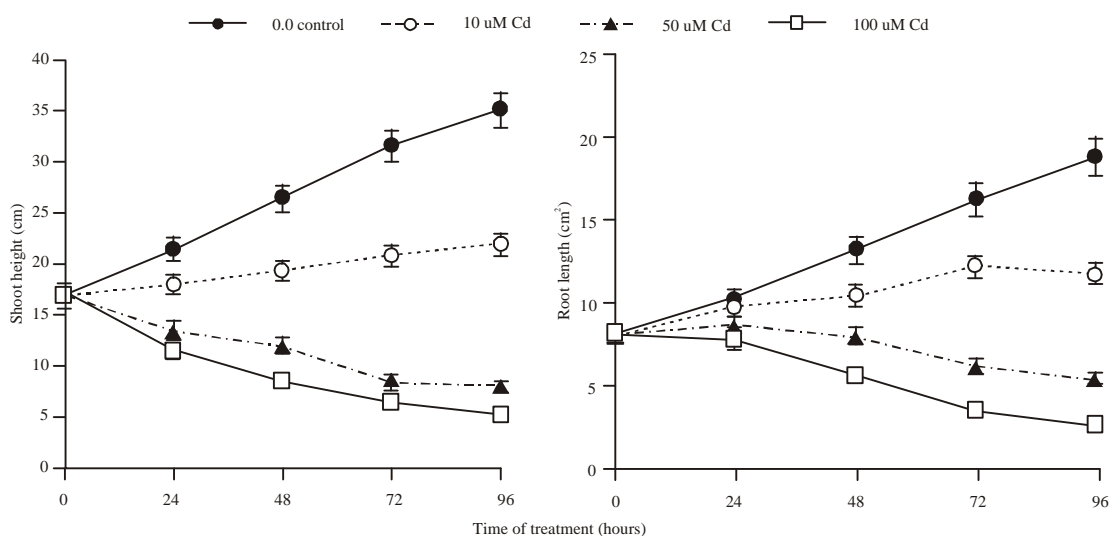 0.0 control 10 uM Cd 50 uM Cd 100 uM Cd
Shoot height (cm)
40
35
30
25
20
15
10
5
0
0 24 48 72 96
Root length (cm²)
25
20
15
10
5
0
0 24 48 72 96
Time of treatment (hours)